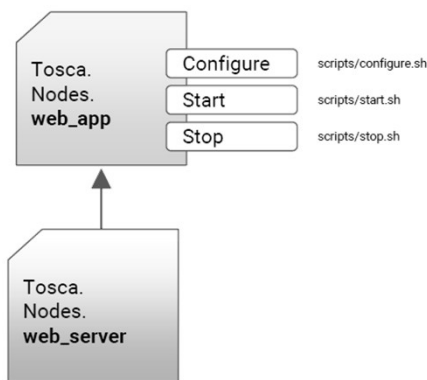 Tosca.
Nodes.
web_app
Configure
scripts/configure.sh
Start
scripts/start.sh
Stop
scripts/stop.sh
Tosca.
Nodes.
web_server